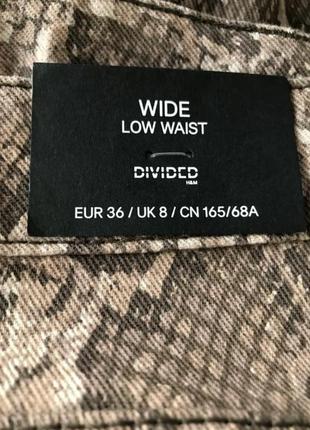 WIDE
LOW WAIST
DIVIDED
H&M
EUR 36 / UK 8 / CN 165/68A